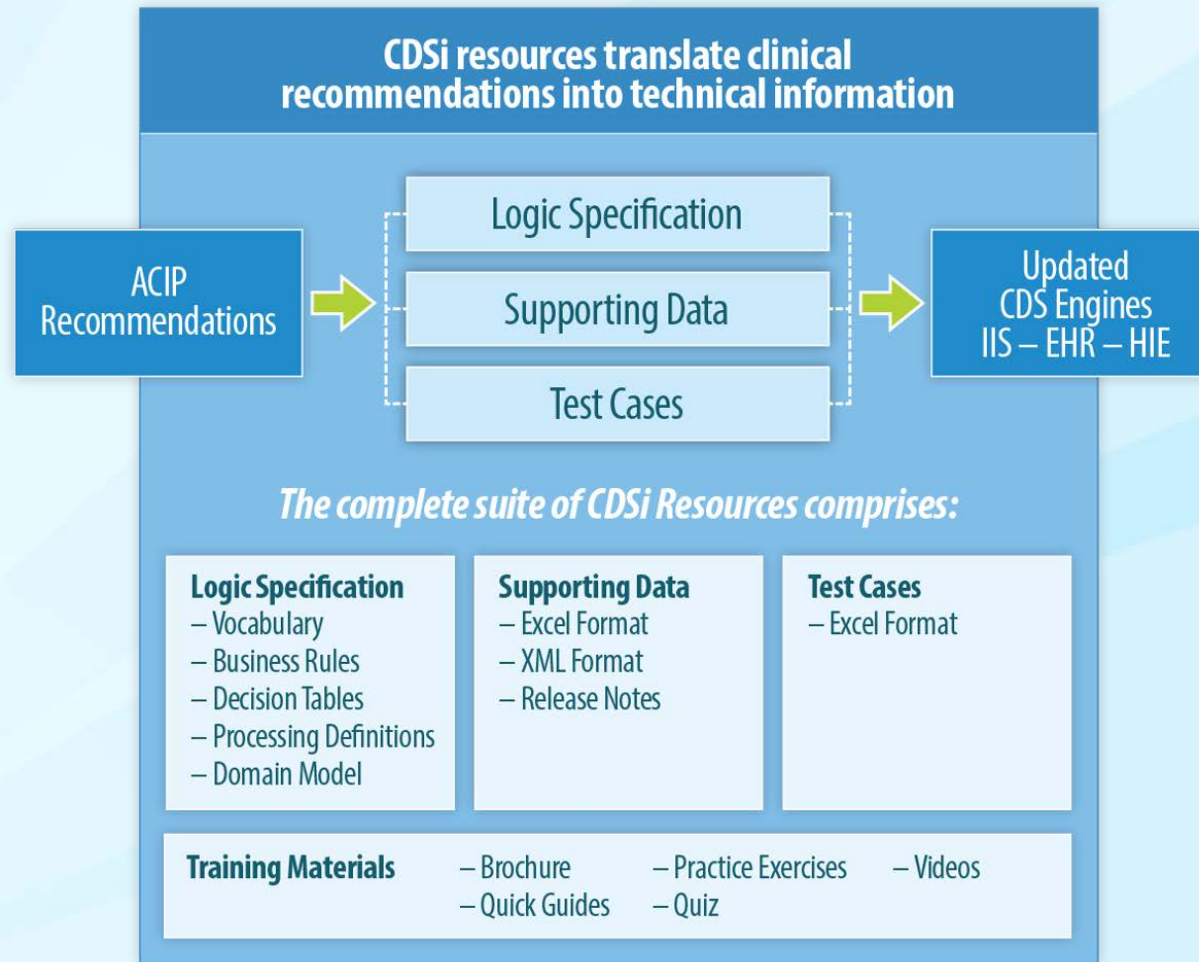 CDSi resources translate clinical
recommendations into technical information
ACIP
Recommendations
Logic Specification
Supporting Data
Test Cases
Updated
CDS Engines
IIS – EHR – HIE
The complete suite of CDSi Resources comprises:
Logic Specification
– Vocabulary
– Business Rules
– Decision Tables
– Processing Definitions
– Domain Model
Supporting Data
– Excel Format
– XML Format
– Release Notes
Test Cases
– Excel Format
Training Materials
– Brochure
– Quick Guides
– Practice Exercises
– Quiz
– Videos